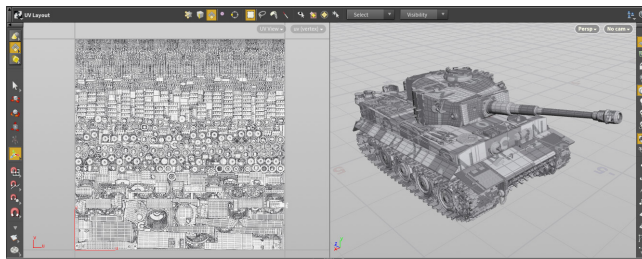 UV Layout
Select
Visibility
UV View
Persp
No cam